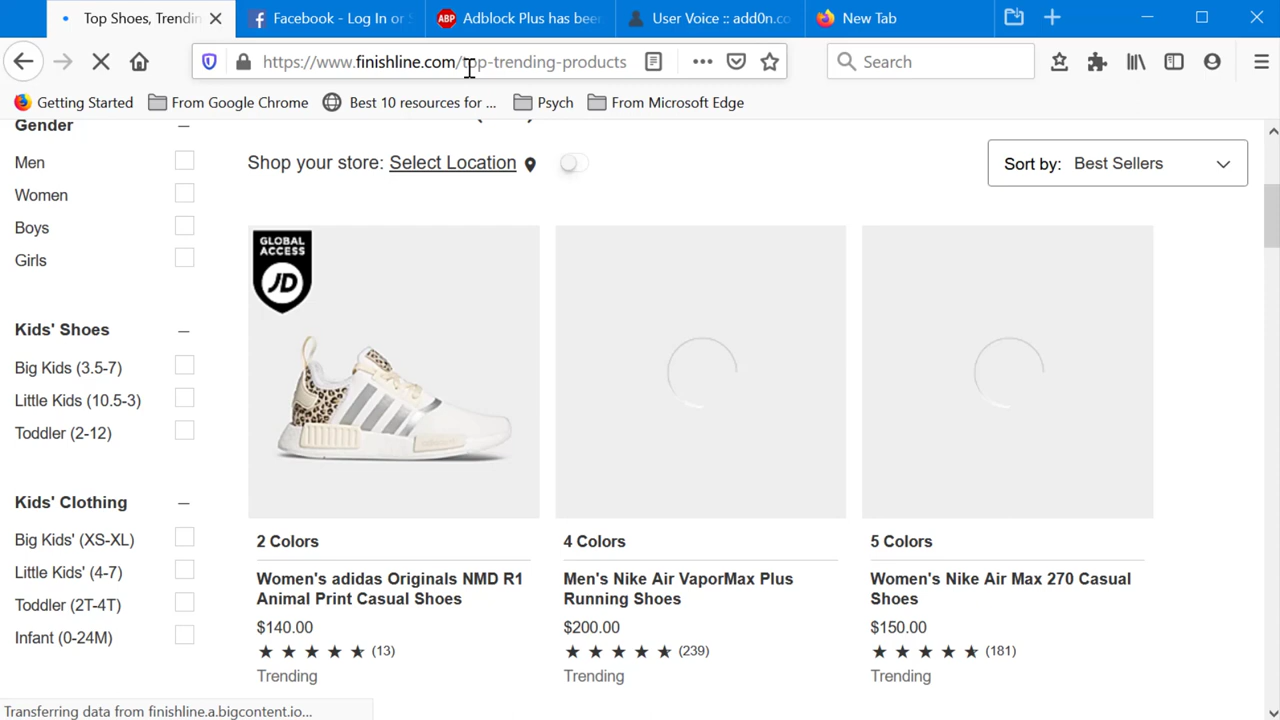 Top Shoes, Trendin
Facebook - Log In or S
ABP Adblock Plus has bee
User Voice :: add0n.co
New Tab
https://www.finishline.com/top-trending-products
Search
Getting Started
From Google Chrome
Best 10 resources for ...
Psych
From Microsoft Edge
Gender
Men
Women
Boys
Girls
Kids' Shoes
Big Kids (3.5-7)
Little Kids (10.5-3)
Toddler (2-12)
Kids' Clothing
Big Kids' (XS-XL)
Little Kids' (4-7)
Toddler (2T-4T)
Infant (0-24M)
Shop your store: Select Location
Sort by: Best Sellers
GLOBAL
ACCESS
JD
2 Colors
Women's adidas Originals NMD R1
Animal Print Casual Shoes
$140.00
(13)
Trending
4 Colors
Men's Nike Air VaporMax Plus
Running Shoes
$200.00
(239)
Trending
5 Colors
Women's Nike Air Max 270 Casual
Shoes
$150.00
(181)
Trending
Transferring data from finishline.a.bigcontent.io...